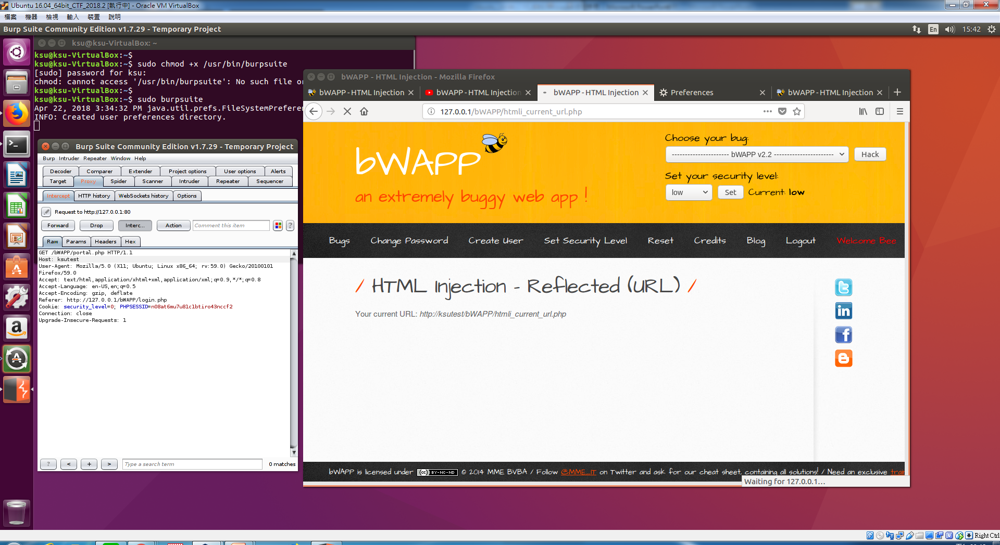 Ubuntu 16.04_64bit_CTF_2018.2 [執行中] - Oracle VM VirtualBox
檔案 機器 檢視 輸入 裝置 說明
Burp Suite Community Edition v1.7.29 - Temporary Project
En 15:42
ksu@ksu-VirtualBox: ~
ksu@ksu-VirtualBox:~$
ksu@ksu-VirtualBox:~$ sudo chmod +x /usr/bin/burpsuite
[sudo] password for ksu:
chmod: cannot access '/usr/bin/burpsuite': No such file or
ksu@ksu-VirtualBox:~$
ksu@ksu-VirtualBox:~$ sudo burpsuite
Apr 22, 2018 3:34:32 PM java.util.prefs.FileSystemPreferen
INFO: Created user preferences directory.
Burp Suite Community Edition v1.7.29 - Temporary Project
Burp Intruder Repeater Window Help
Decoder Comparer Extender Project options User options Alerts
Target Proxy Spider Scanner Intruder Repeater Sequencer
Intercept HTTP history WebSockets history Options
Request to http://127.0.0.1:80
Forward Drop Interc... Action Comment this item ?
Raw Params Headers Hex
GET /bWAPP/portal.php HTTP/1.1
Host: ksutest
User-Agent: Mozilla/5.0 (X11; Ubuntu; Linux x86_64; rv:59.0) Gecko/20100101
Firefox/59.0
Accept: text/html,application/xhtml+xml,application/xml;q=0.9,*/*;q=0.8
Accept-Language: en-US,en;q=0.5
Accept-Encoding: gzip, deflate
Referer: http://127.0.0.1/bWAPP/login.php
Cookie: security_level=0; PHPSESSID=n08at6mu7u81c1btiro43nccf2
Connection: close
Upgrade-Insecure-Requests: 1
? < + > Type a search term 0 matches
bWAPP - HTML Injection - Mozilla Firefox
bWAPP - HTML Injection bWAPP - HTML Injection bWAPP - HTML Injection Preferences bWAPP - HTML Injection
127.0.0.1/bWAPP/htmli_current_url.php
bWAPP
an extremely buggy web app !
Choose your bug:
---------------------- bWAPP v2.2 ----------------------- Hack
Set your security level:
low Set Current: low
Bugs Change Password Create User Set Security Level Reset Credits Blog Logout Welcome Bee
/ HTML Injection - Reflected (URL) /
Your current URL: http://ksutest/bWAPP/htmli_current_url.php
bWAPP is licensed under cc BY-NC-ND © 2014 MME BVBA / Follow @MME_IT on Twitter and ask for our cheat sheet, containing all solutions! / Need an exclusive train
Waiting for 127.0.0.1...
Right Ctrl